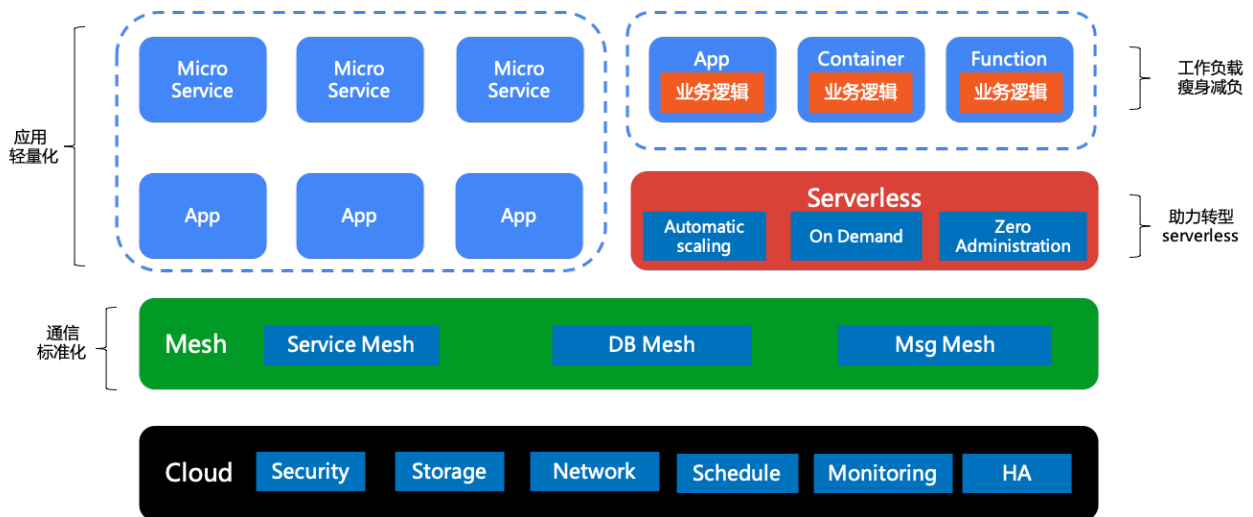 应用
轻量化
Micro
Service
Micro
Service
Micro
Service
App
App
App
App
业务逻辑
Container
业务逻辑
Function
业务逻辑
工作负载
瘦身减负
Serverless
Automatic
scaling
On Demand
Zero
Administration
助力转型
serverless
通信
标准化
Mesh
Service Mesh
DB Mesh
Msg Mesh
Cloud
Security
Storage
Network
Schedule
Monitoring
HA